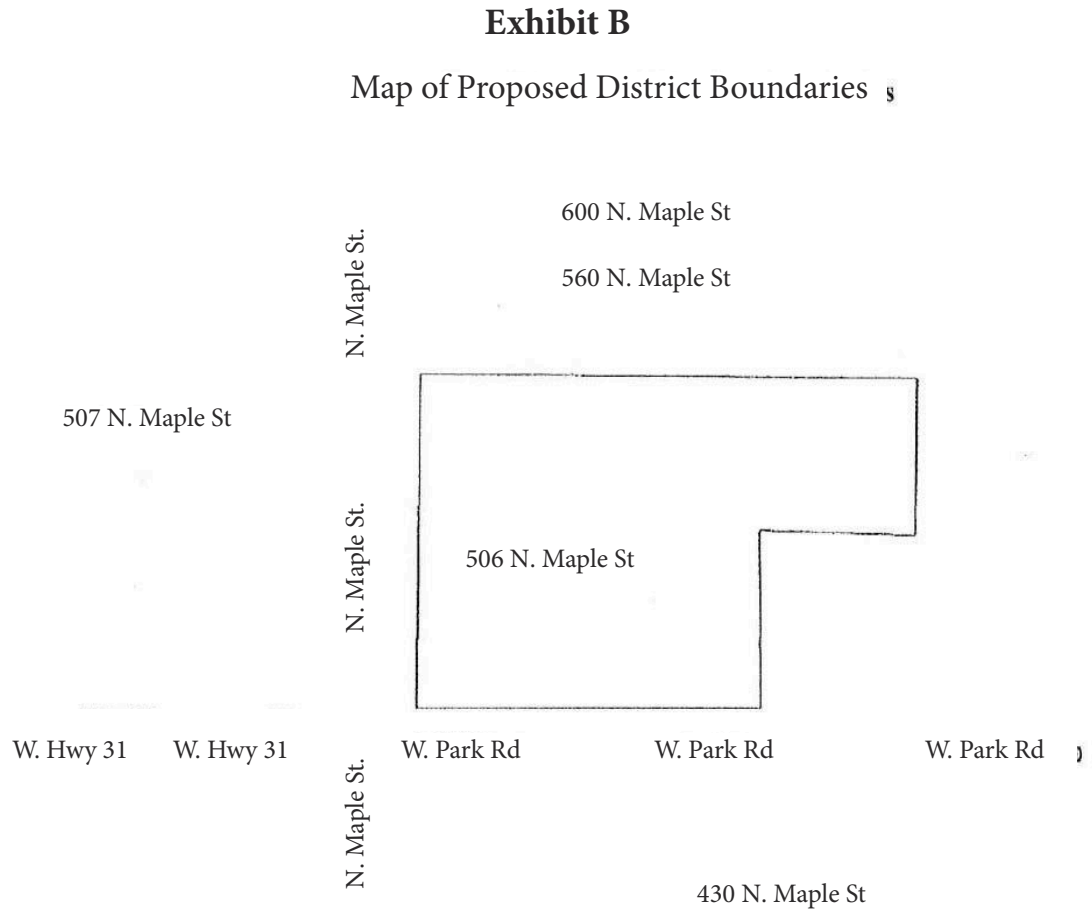 Exhibit B
Map of Proposed District Boundaries s
600 N. Maple St
N. Maple St.
560 N. Maple St
507 N. Maple St
N. Maple St.
506 N. Maple St
W. Hwy 31 W. Hwy 31 W. Park Rd W. Park Rd W. Park Rd
N. Maple St.
430 N. Maple St